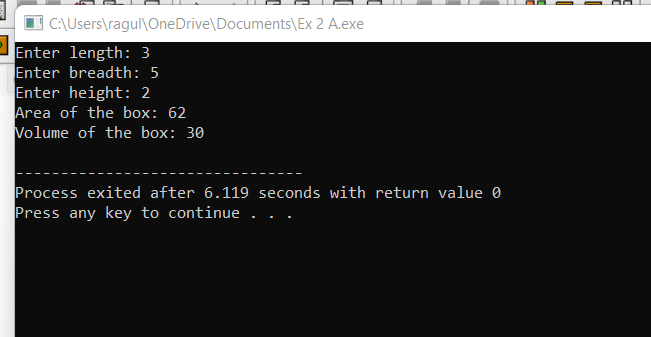 C:\Users\ragul\OneDrive\Documents\Ex 2 A.exe
Enter length: 3
Enter breadth: 5
Enter height: 2
Area of the box: 62
Volume of the box: 30
--------------------------------
Process exited after 6.119 seconds with return value 0
Press any key to continue . . .